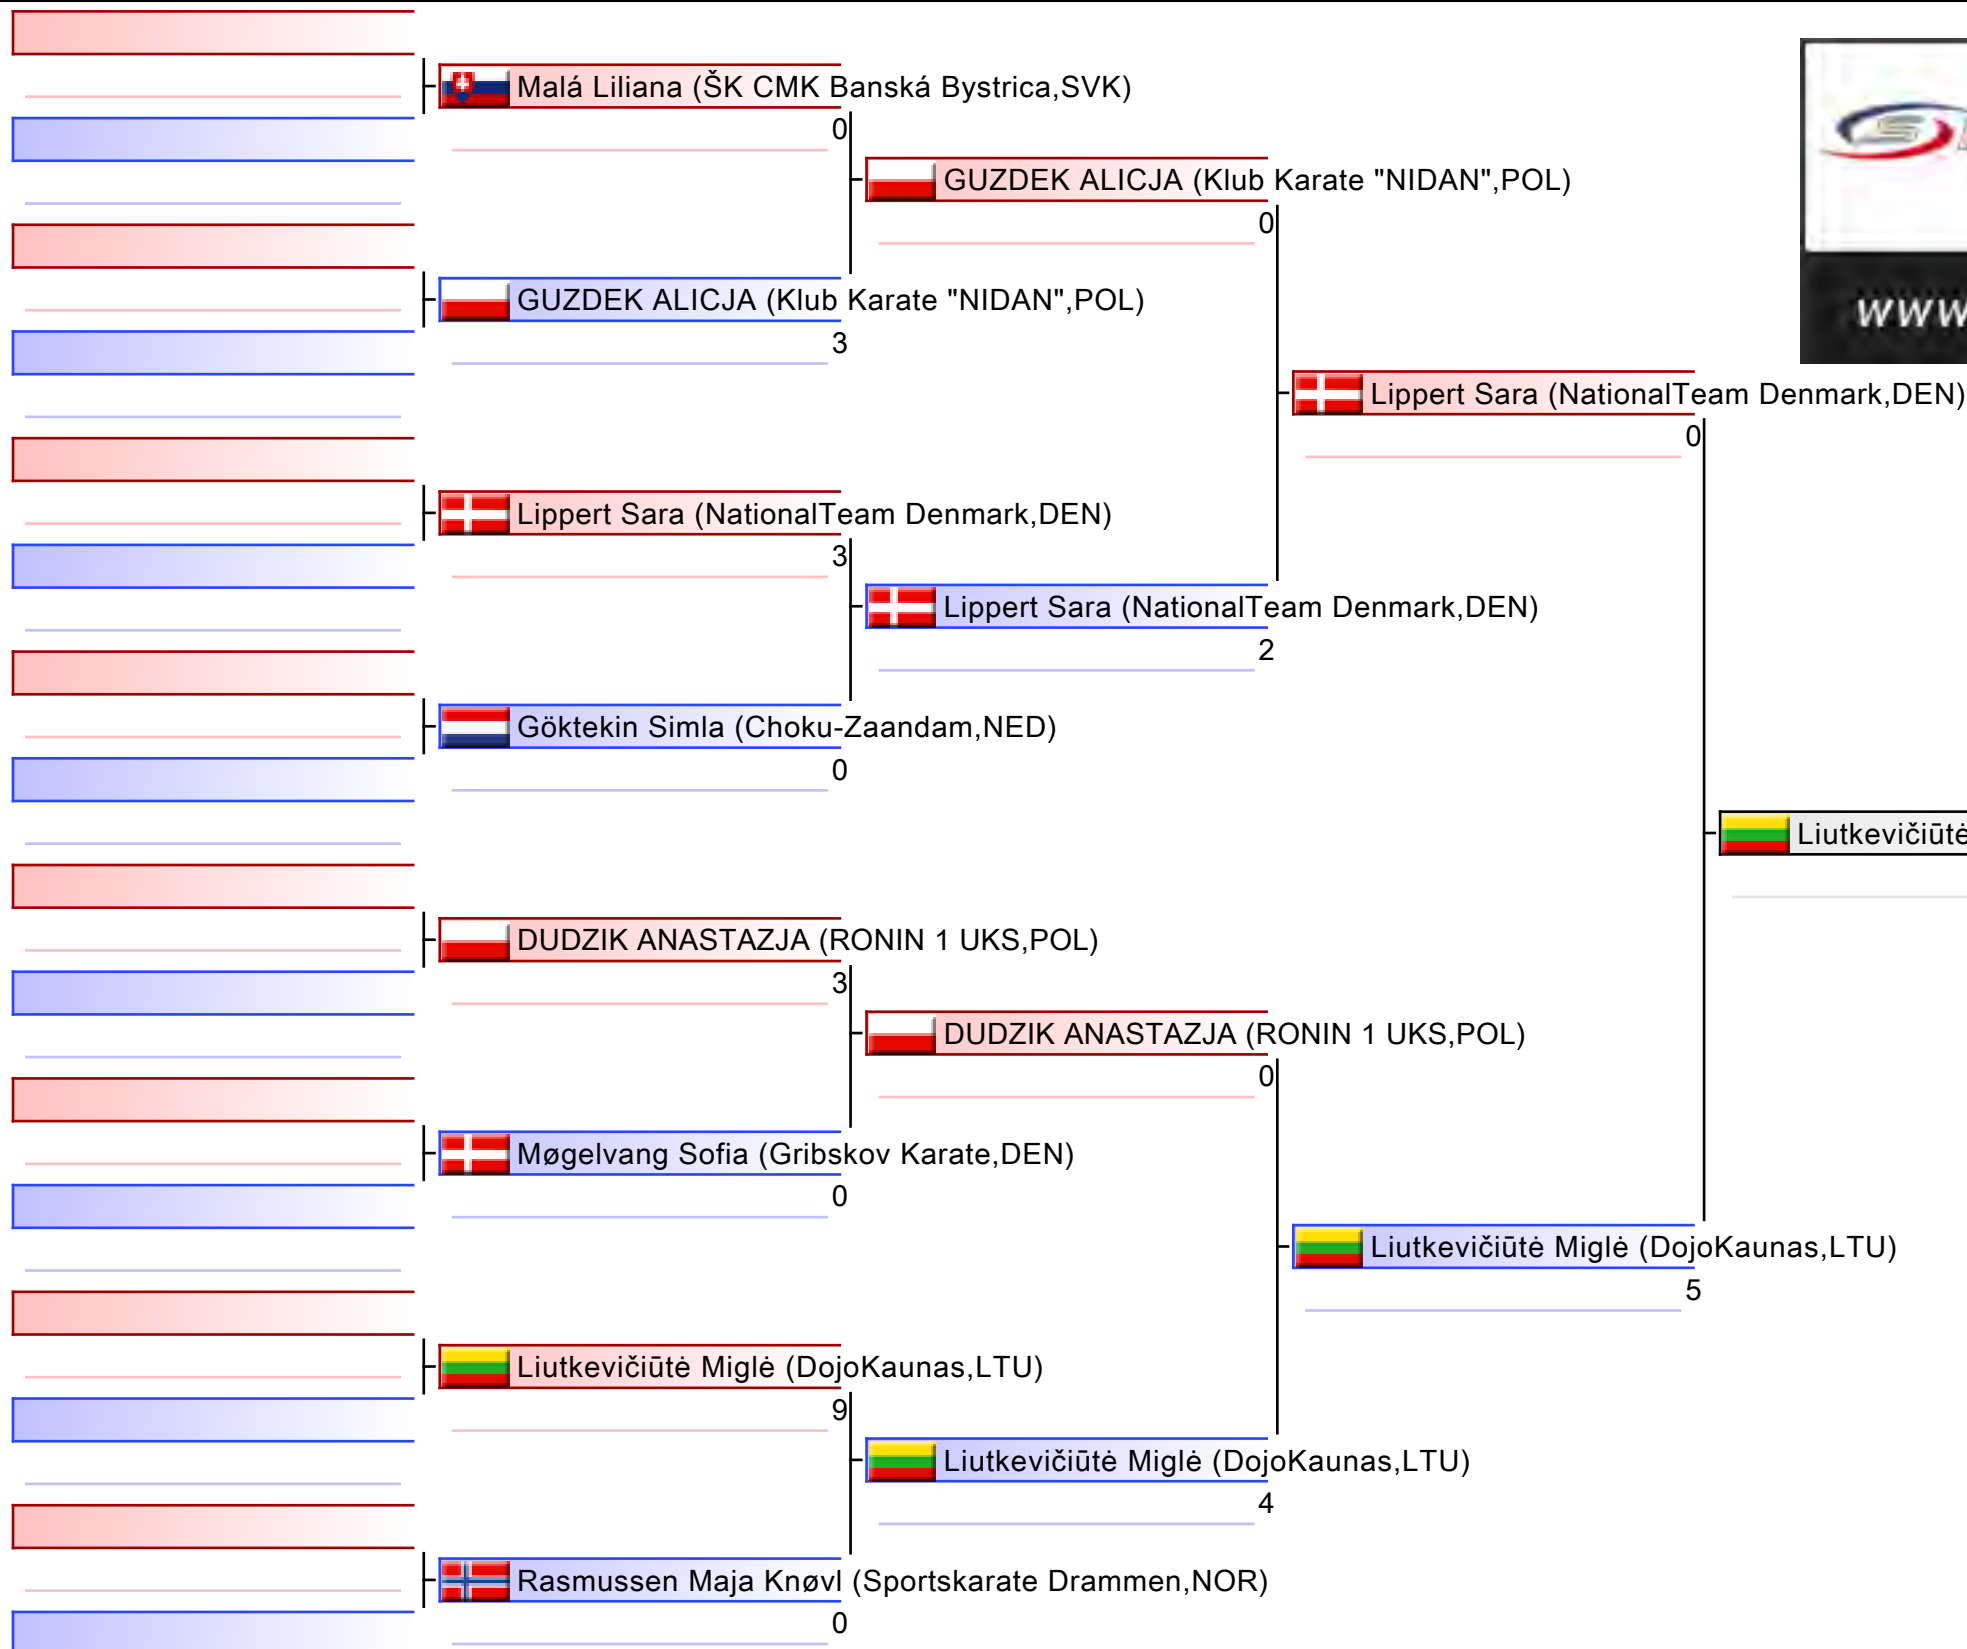 Malá Liliana (ŠK CMK Banská Bystrica,SVK)
0
GUZDEK ALICJA (Klub Karate "NIDAN",POL)
0
GUZDEK ALICJA (Klub Karate "NIDAN",POL)
3
www
Lippert Sara (NationalTeam Denmark,DEN)
0
Lippert Sara (NationalTeam Denmark,DEN)
3
Lippert Sara (NationalTeam Denmark,DEN)
2
Göktekin Simla (Choku-Zaandam,NED)
0
Liutkevičiūtė
DUDZIK ANASTAZJA (RONIN 1 UKS,POL)
3
DUDZIK ANASTAZJA (RONIN 1 UKS,POL)
0
Møgelvang Sofia (Gribskov Karate,DEN)
0
Liutkevičiūtė Miglė (DojoKaunas,LTU)
5
Liutkevičiūtė Miglė (DojoKaunas,LTU)
9
Liutkevičiūtė Miglė (DojoKaunas,LTU)
4
Rasmussen Maja Knøvl (Sportskarate Drammen,NOR)
0